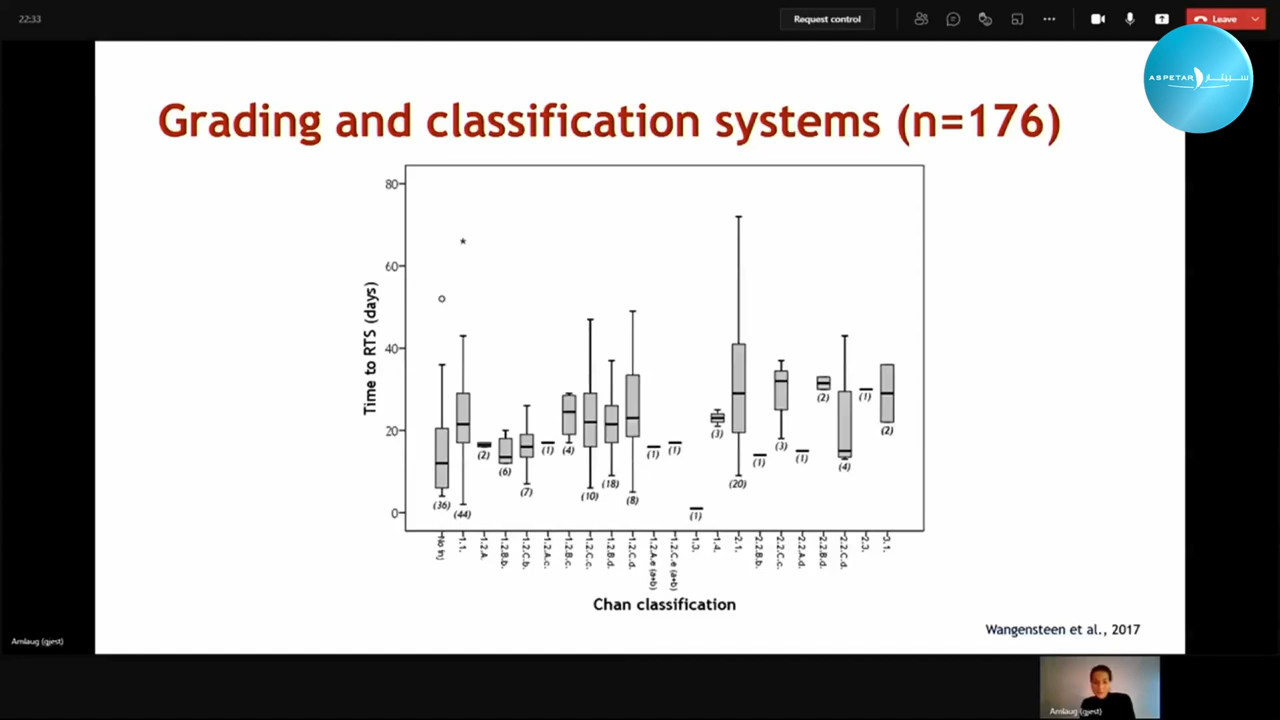 22:33
Request control
Leave
ASPETAR سبيتار
Grading and classification systems (n=176)
80
60
40
20
0
Time to RTS (days)
(36)
(44)
(2)
(6)
(7)
(1)
(4)
(10)
(18)
(8)
(1)
(1)
(1)
(3)
(20)
(1)
(3)
(1)
(2)
(4)
(1)
(2)
No inj
1.1.
1.2.A.
1.2.B.b.
1.2.C.b.
1.2.A.c.
1.2.B.c.
1.2.C.c.
1.2.B.d.
1.2.C.d.
1.2.A.e (a+b)
1.2.C.e (a+b)
1.3.
1.4.
2.1.
2.2.B.b.
2.2.C.c.
2.2.A.d.
2.2.B.d.
2.2.C.d.
2.3.
3.1.
Chan classification
Wangensteen et al., 2017
Arnlaug (gjest)
Arnlaug (gjest)